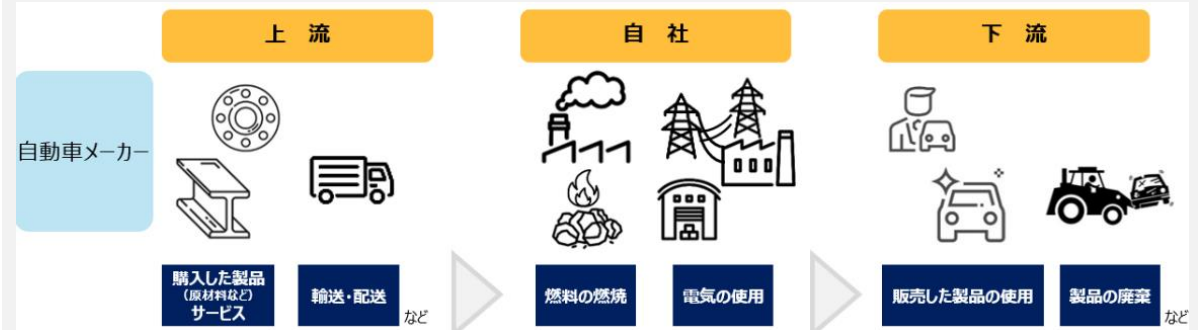 上 流
自 社
下 流
自動車メーカー
購入した製品
(原材料など)
サービス
輸送・配送
など
燃料の燃焼
電気の使用
販売した製品の使用
製品の廃棄
など